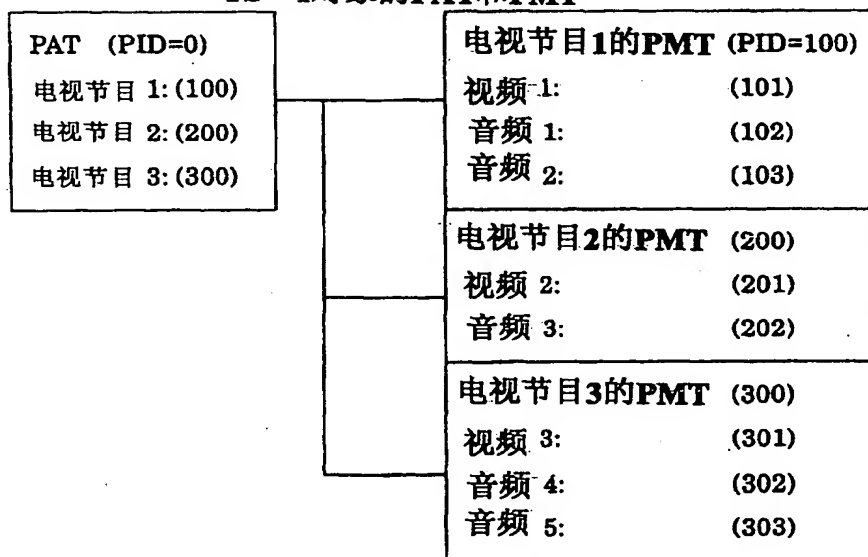 PAT (PID=0)
电视节目 1: (100)
电视节目 2: (200)
电视节目 3: (300)
电视节目1的PMT (PID=100)
视频 1: (101)
音频 1: (102)
音频 2: (103)
电视节目2的PMT (200)
视频 2: (201)
音频 3: (202)
电视节目3的PMT (300)
视频 3: (301)
音频 4: (302)
音频 5: (303)